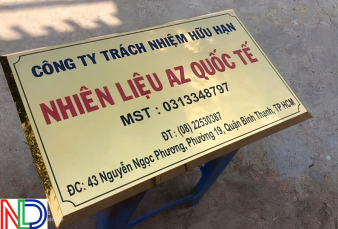 CÔNG TY TRÁCH NHIỆM HỮU HẠN
NHIÊN LIỆU AZ QUỐC TẾ
MST : 0313348797
ĐT : (08) 22530387
ĐC: 43 Nguyễn Ngọc Phương, Phường 19, Quận Bình Thạnh, TP HCM
NLD